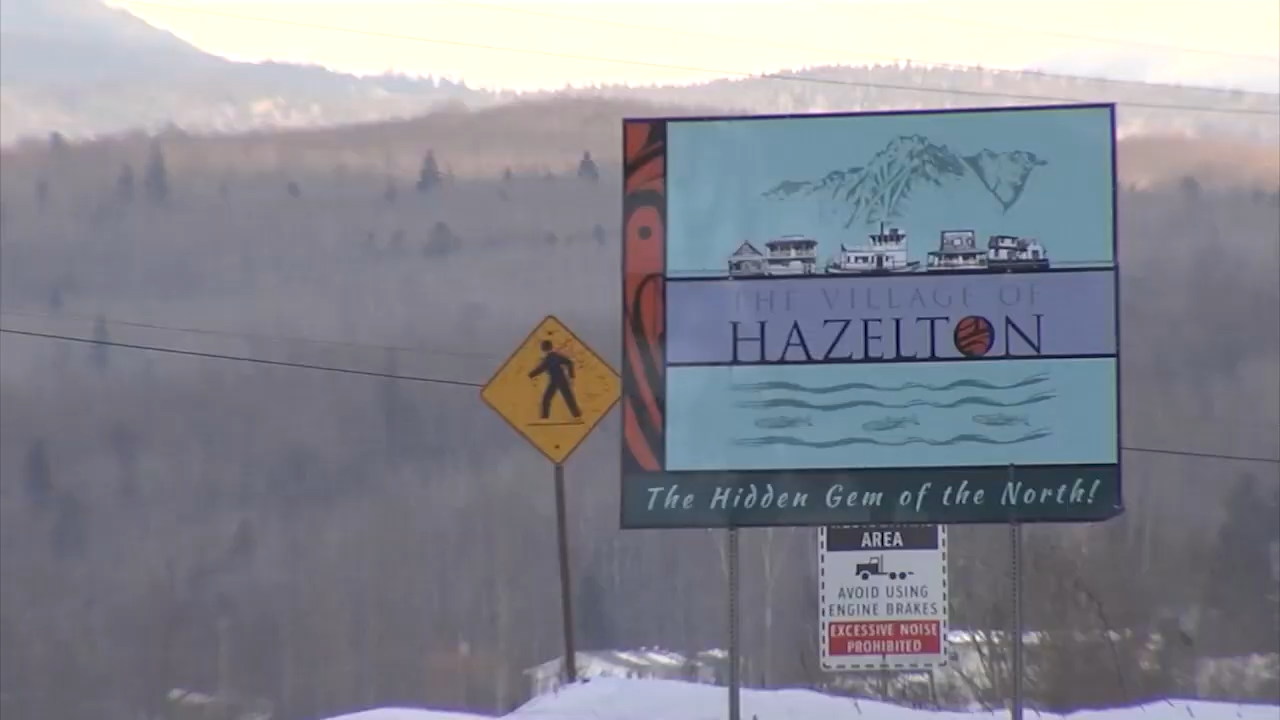 THE VILLAGE OF
HAZELTON
The Hidden Gem of the North!
AREA
AVOID USING
ENGINE BRAKES
EXCESSIVE NOISE
PROHIBITED